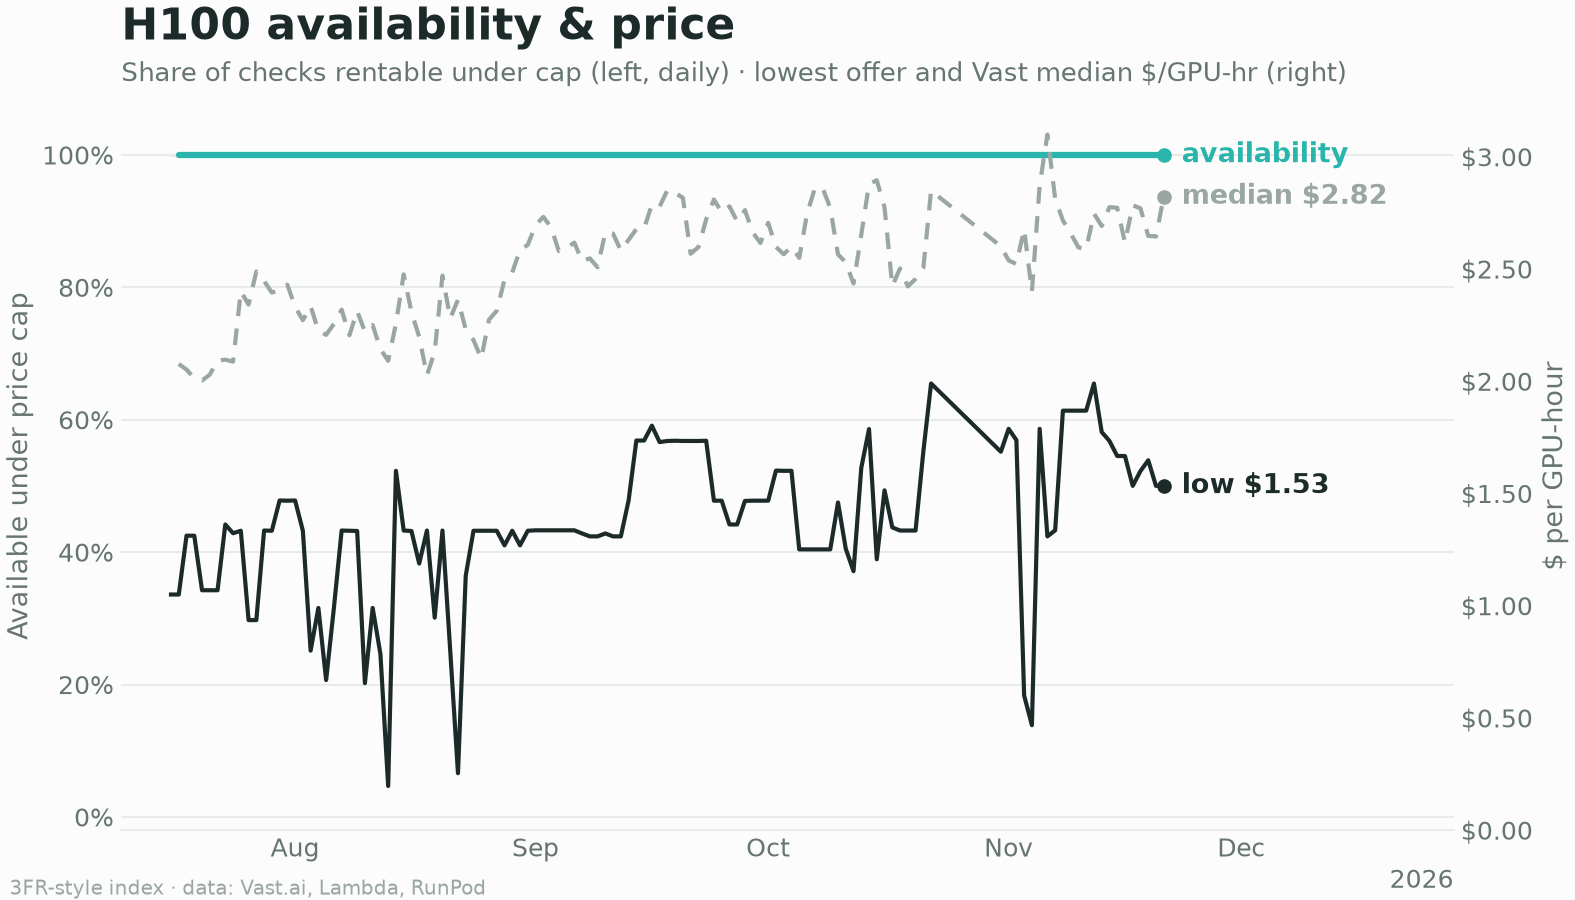 H100 availability & price
Share of checks rentable under cap (left, daily) · lowest offer and Vast median $/GPU-hr (right)
Available under price cap
100%
80%
60%
40%
20%
0%
availability
median $2.82
low $1.53
$3.00
$2.50
$2.00
$1.50
$1.00
$0.50
$0.00
$ per GPU-hour
Aug Sep Oct Nov Dec
2026
3FR-style index · data: Vast.ai, Lambda, RunPod